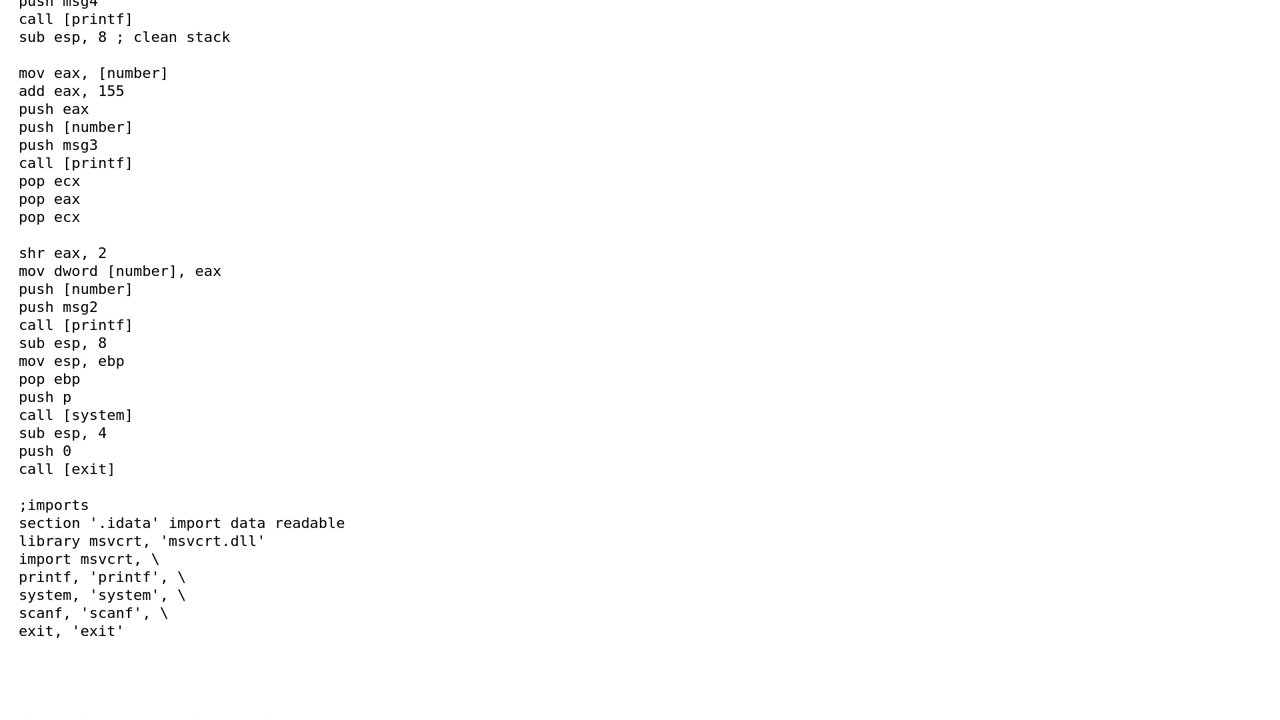 push msg4
call [printf]
sub esp, 8 ; clean stack
mov eax, [number]
add eax, 155
push eax
push [number]
push msg3
call [printf]
pop ecx
pop eax
pop ecx
shr eax, 2
mov dword [number], eax
push [number]
push msg2
call [printf]
sub esp, 8
mov esp, ebp
pop ebp
push p
call [system]
sub esp, 4
push 0
call [exit]
;imports
section '.idata' import data readable
library msvcrt, 'msvcrt.dll'
import msvcrt, \
printf, 'printf', \
system, 'system', \
scanf, 'scanf', \
exit, 'exit'